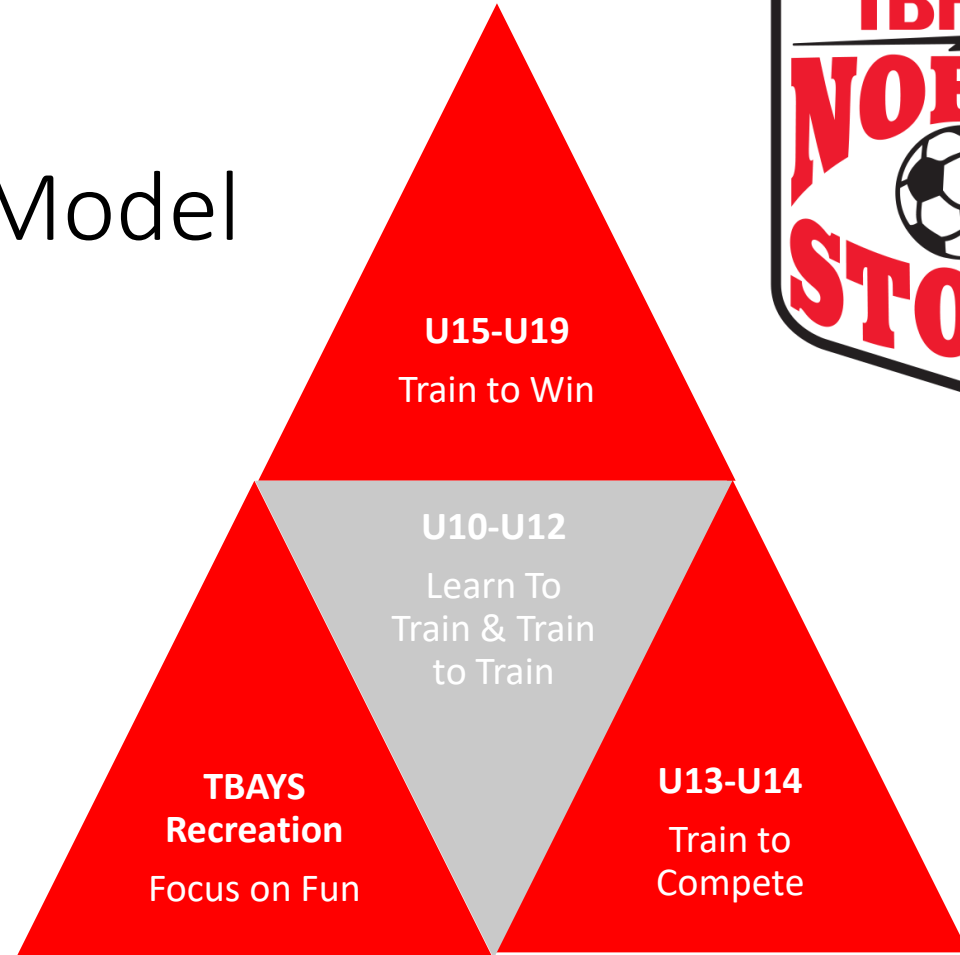 Model
U15-U19
Train to Win
U10-U12
Learn To
Train & Train
to Train
TBAYS
Recreation
Focus on Fun
U13-U14
Train to
Compete